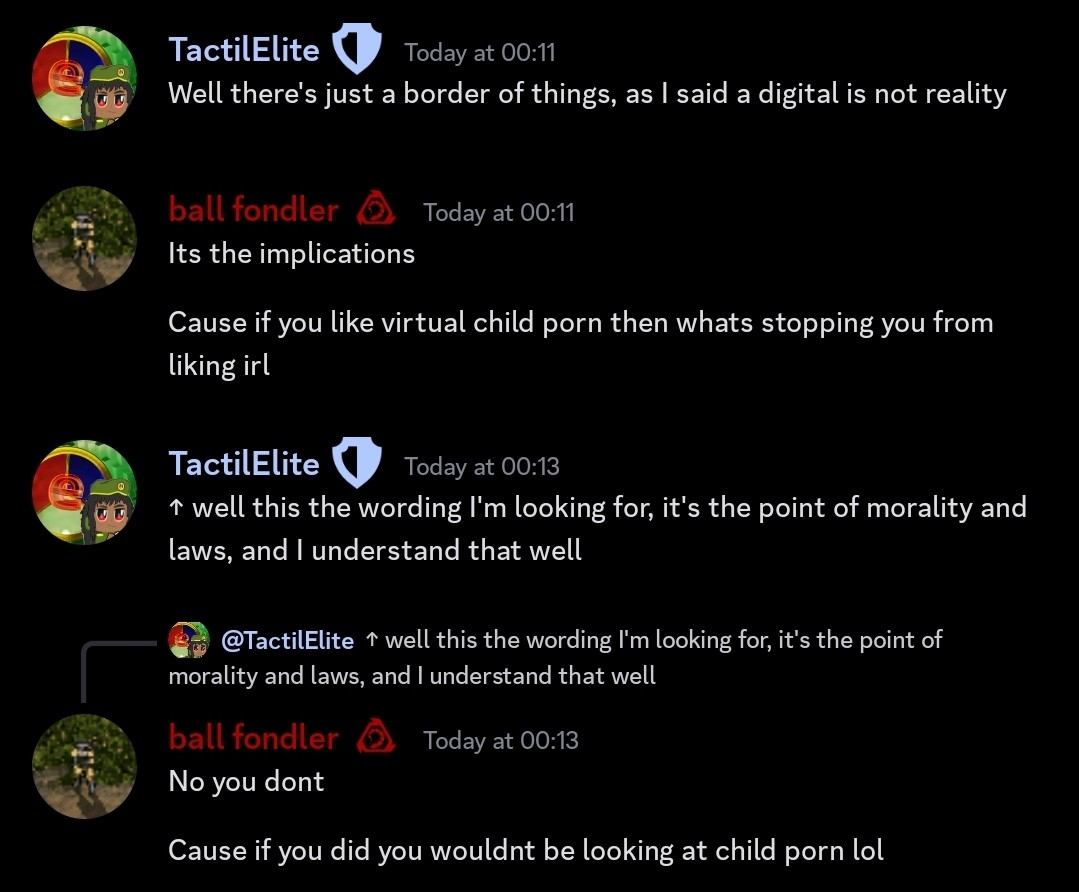 TactilElite Today at 00:11
Well there's just a border of things, as I said a digital is not reality
ball fondler Today at 00:11
Its the implications
Cause if you like virtual child porn then whats stopping you from
liking irl
TactilElite Today at 00:13
↑ well this the wording I'm looking for, it's the point of morality and
laws, and I understand that well
@TactilElite ↑ well this the wording I'm looking for, it's the point of
morality and laws, and I understand that well
ball fondler Today at 00:13
No you dont
Cause if you did you wouldnt be looking at child porn lol